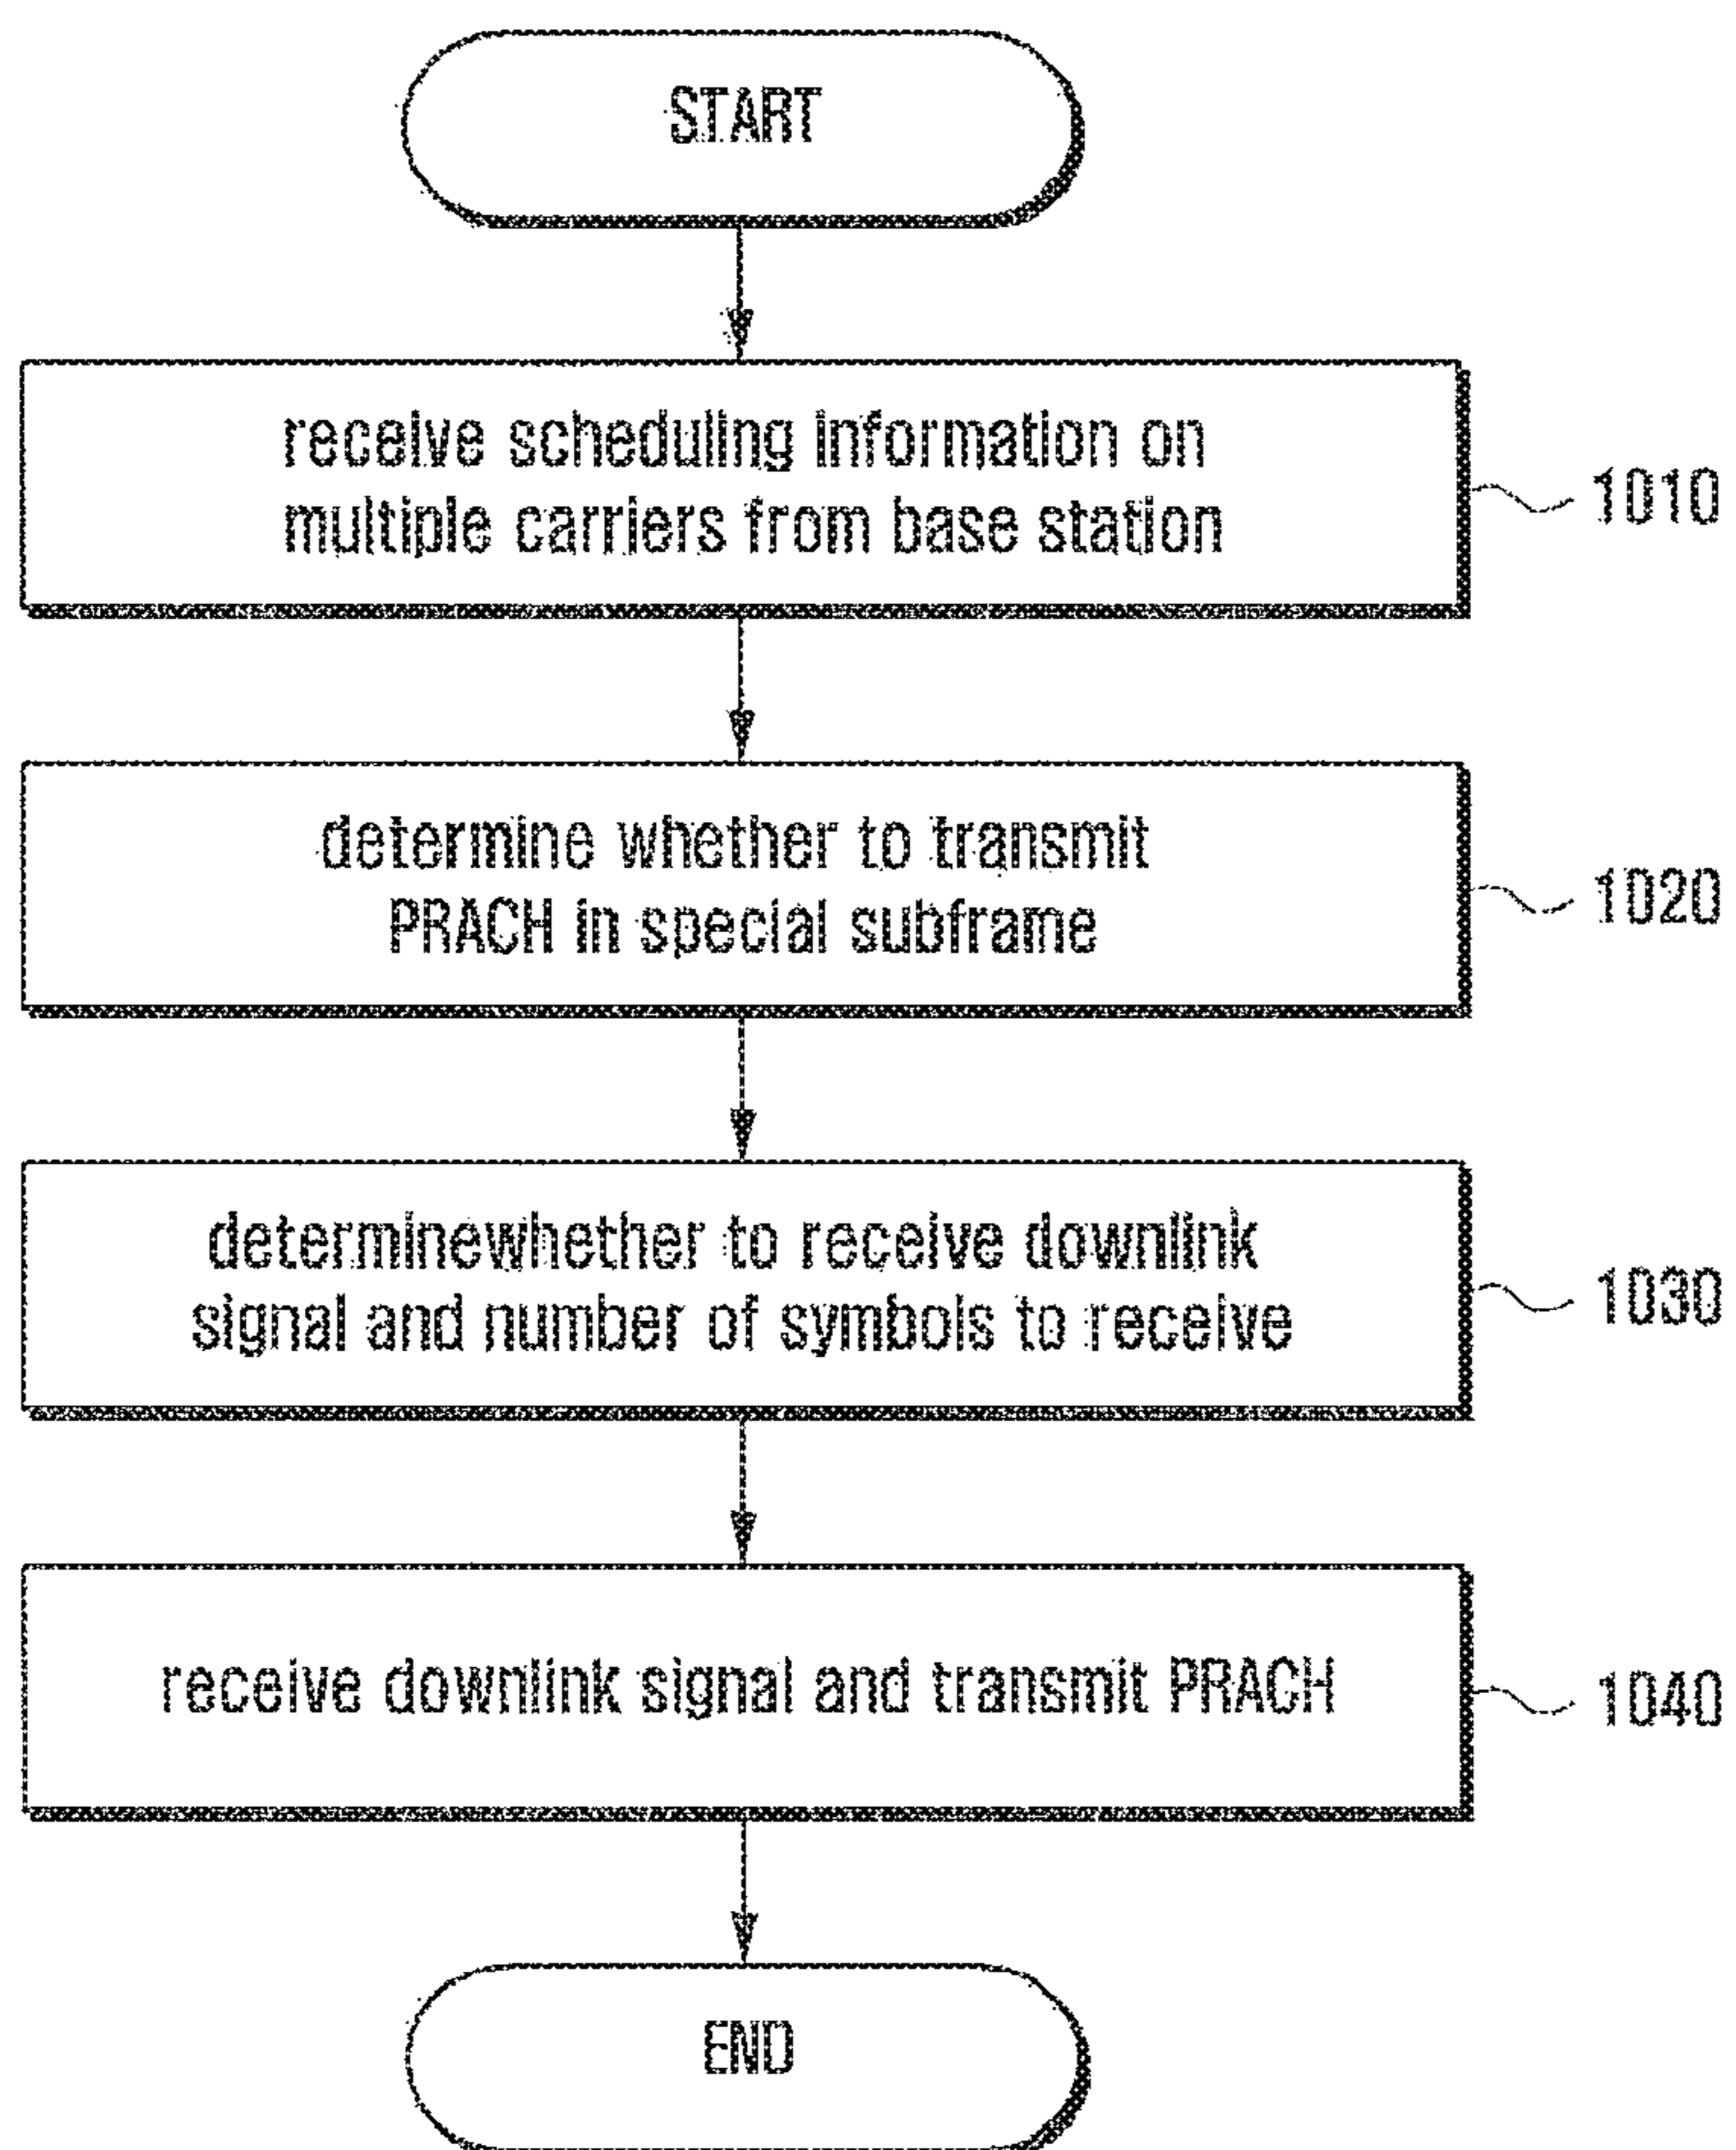 START
receive scheduling information on
multiple carriers from base station
1010
determine whether to transmit
PRACH in special subframe
1020
determinewhether to receive downlink
signal and number of symbols to receive
1030
receive downlink signal and transmit PRACH
1040
END